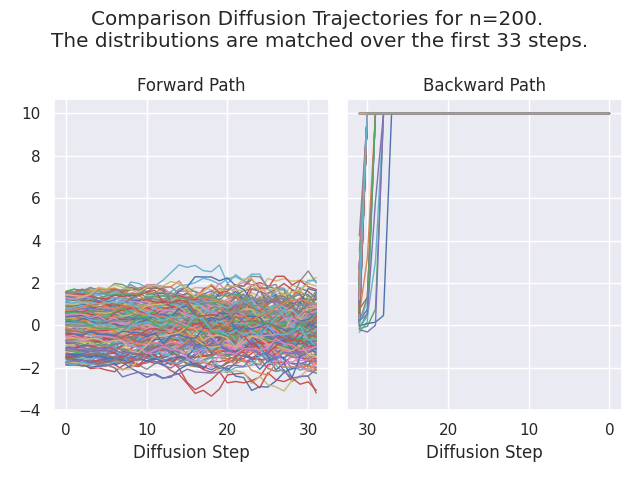 Comparison Diffusion Trajectories for n=200.
The distributions are matched over the first 33 steps.
Forward Path
Backward Path
10
8
6
4
2
0
−2
−4
0
10
20
30
30
20
10
0
Diffusion Step
Diffusion Step